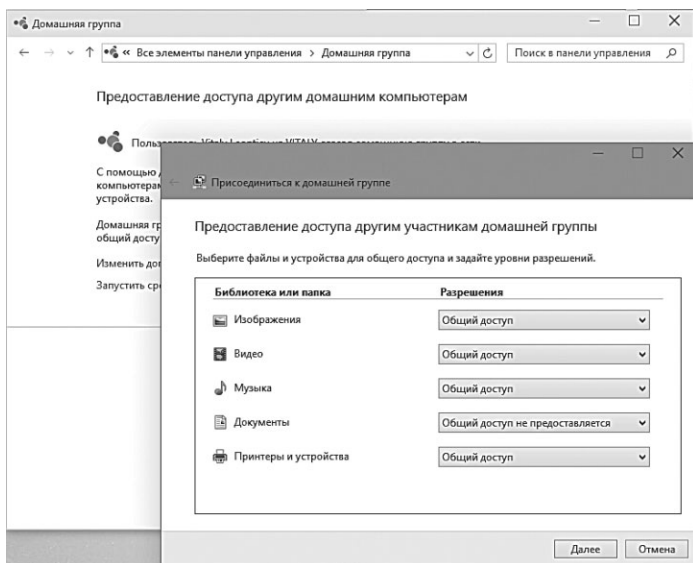 Домашняя группа
« Все элементы панели управления > Домашняя группа
Поиск в панели управления
Предоставление доступа другим домашним компьютерам
С помощью
компьютерам
устройства.
Домашняя гр
общий досту
Изменить доп
Запустить ср
Присоединиться к домашней группе
Предоставление доступа другим участникам домашней группы
Выберите файлы и устройства для общего доступа и задайте уровни разрешений.
Библиотека или папка Разрешения
Изображения Общий доступ
Видео Общий доступ
Музыка Общий доступ
Документы Общий доступ не предоставляется
Принтеры и устройства Общий доступ
Далее Отмена